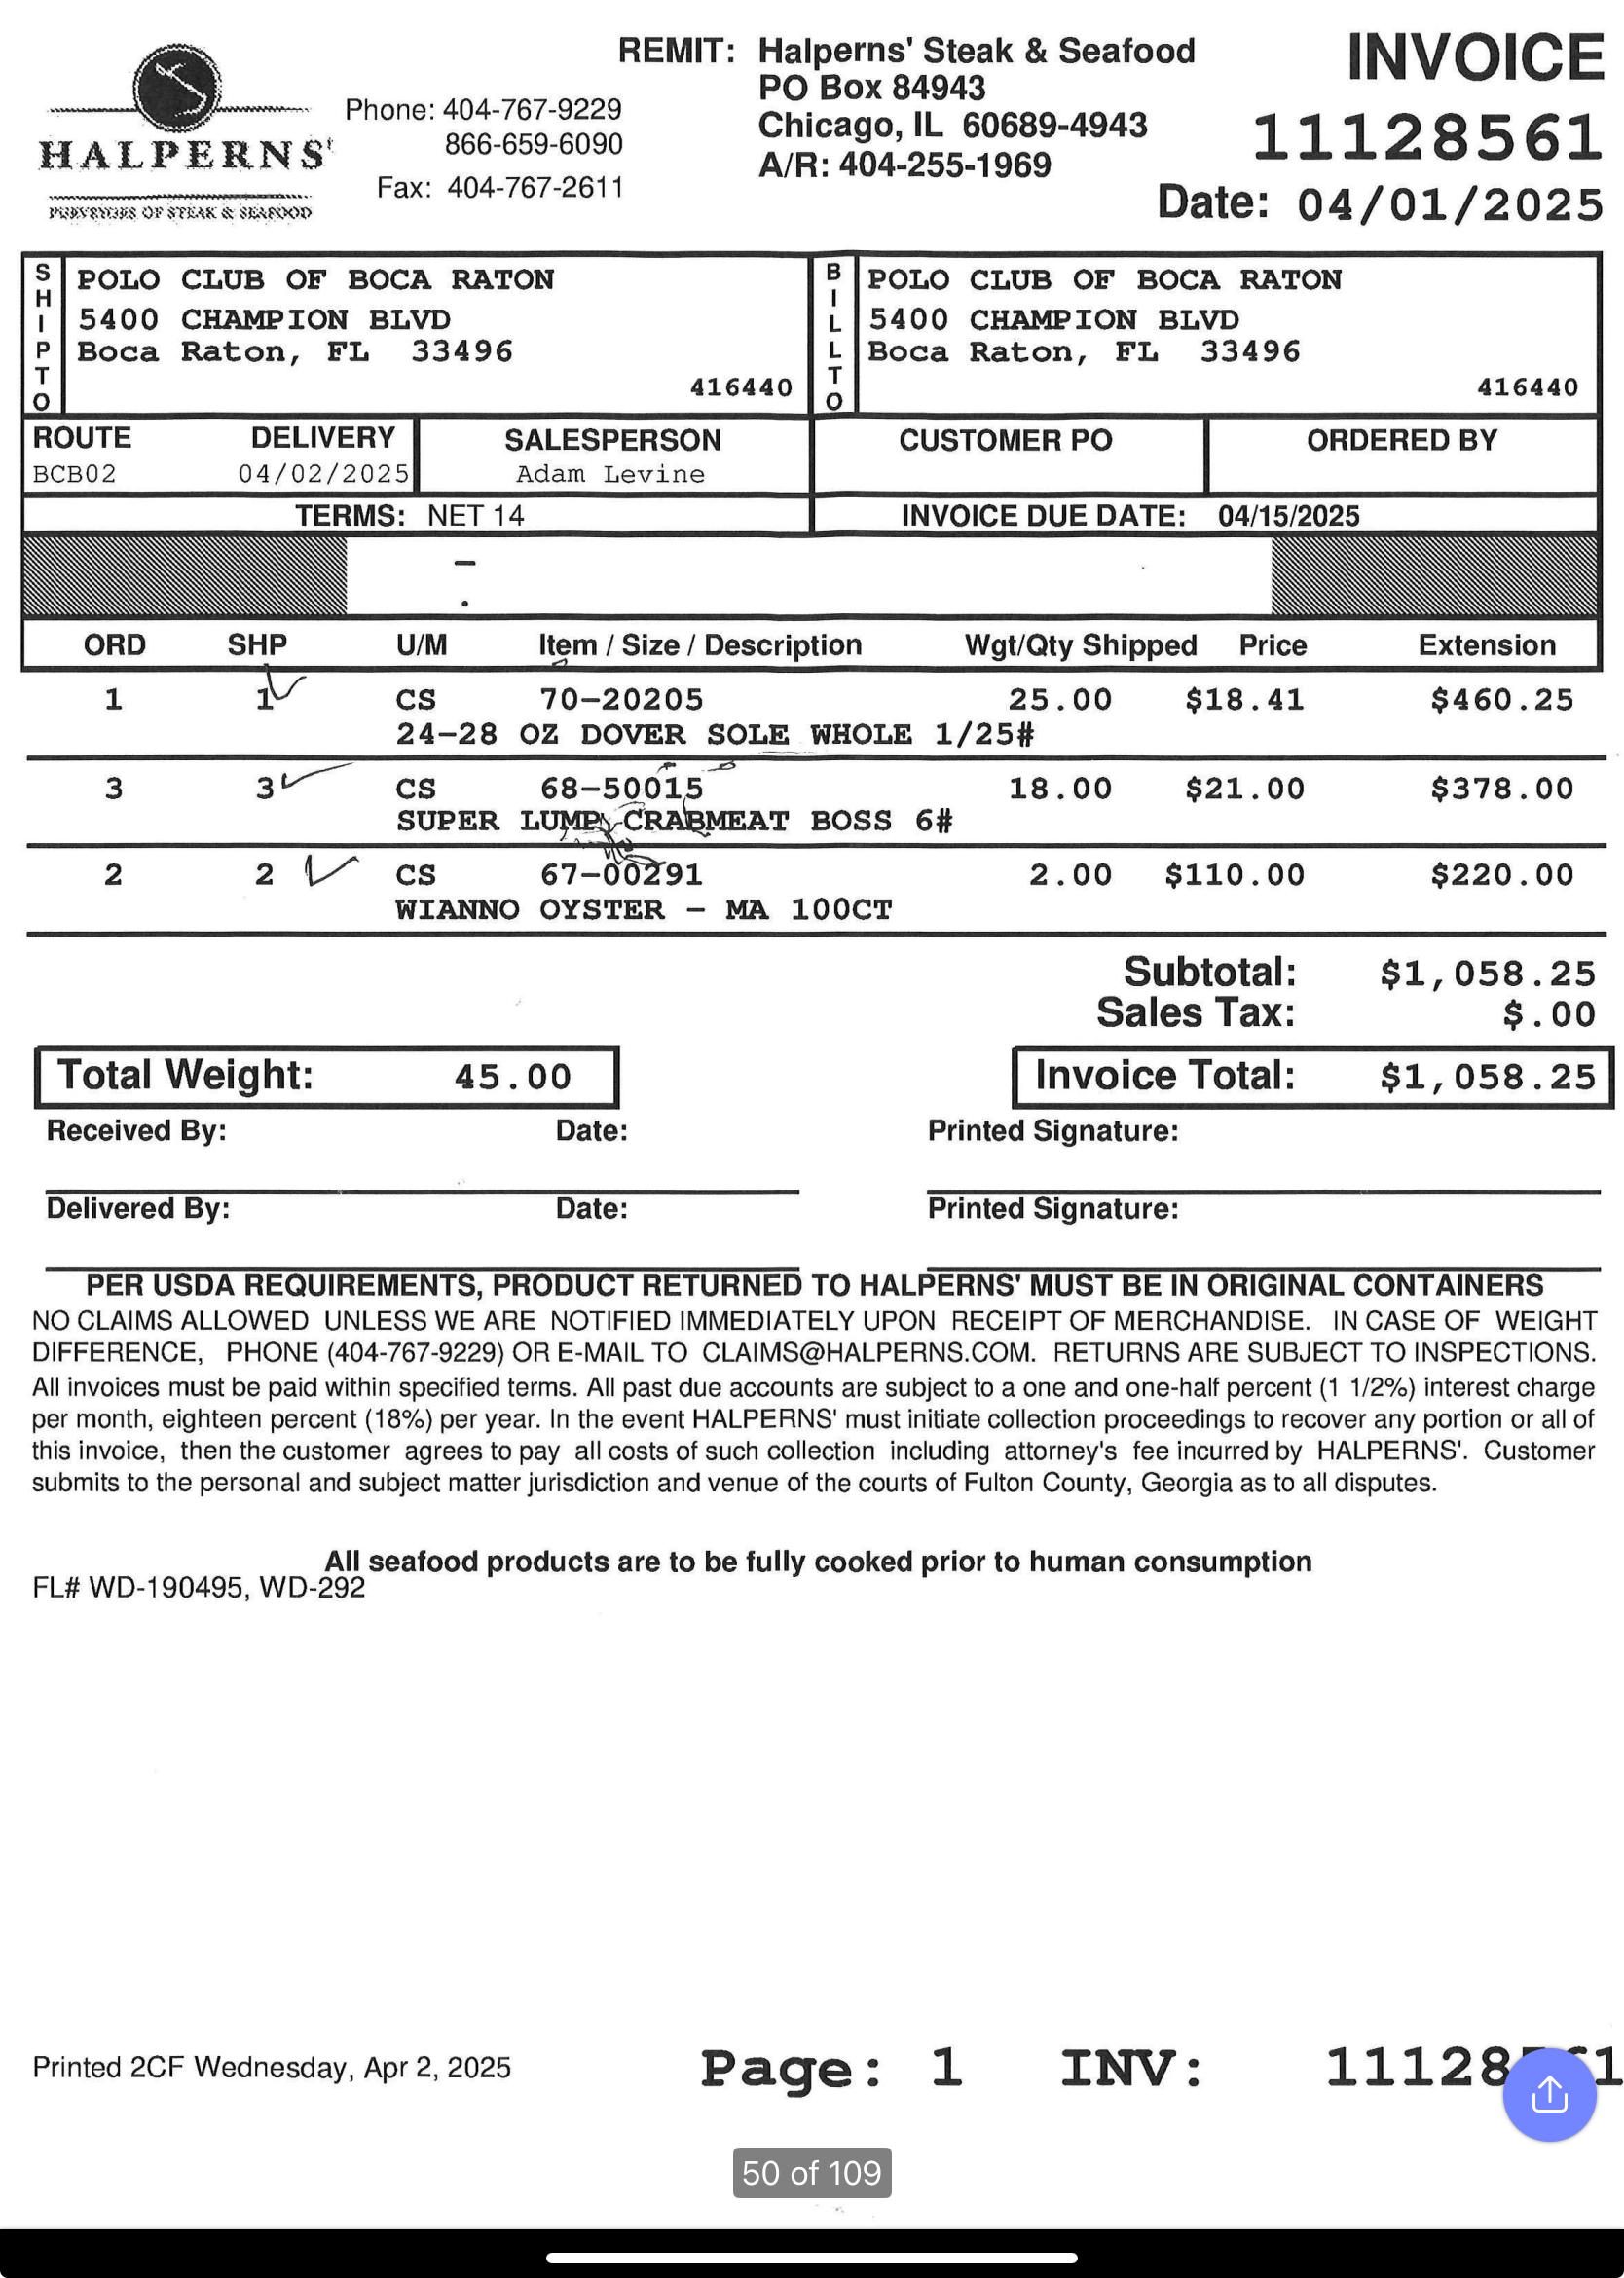 REMIT: Halperns' Steak & Seafood
PO Box 84943
Chicago, IL 60689-4943
A/R: 404-255-1969
INVOICE
11128561
Date: 04/01/2025
HALPERNS'
PURVEYORS OF STEAK & SEAFOOD
Phone: 404-767-9229
866-659-6090
Fax: 404-767-2611
SHIP TO
POLO CLUB OF BOCA RATON
5400 CHAMPION BLVD
Boca Raton, FL 33496
416440
BILL TO
POLO CLUB OF BOCA RATON
5400 CHAMPION BLVD
Boca Raton, FL 33496
416440
ROUTE DELIVERY SALESPERSON CUSTOMER PO ORDERED BY
BCB02 04/02/2025 Adam Levine
TERMS: NET 14 INVOICE DUE DATE: 04/15/2025
ORD SHP U/M Item / Size / Description Wgt/Qty Shipped Price Extension
1 1 CS 70-20205 25.00 $18.41 $460.25
24-28 OZ DOVER SOLE WHOLE 1/25#
3 3 CS 68-50015 18.00 $21.00 $378.00
SUPER LUMP CRABMEAT BOSS 6#
2 2 CS 67-00291 2.00 $110.00 $220.00
WIANNO OYSTER - MA 100CT
Subtotal: $1,058.25
Sales Tax: $.00
Total Weight: 45.00 Invoice Total: $1,058.25
Received By: Date: Printed Signature:
Delivered By: Date: Printed Signature:
PER USDA REQUIREMENTS, PRODUCT RETURNED TO HALPERNS' MUST BE IN ORIGINAL CONTAINERS
NO CLAIMS ALLOWED UNLESS WE ARE NOTIFIED IMMEDIATELY UPON RECEIPT OF MERCHANDISE. IN CASE OF WEIGHT
DIFFERENCE, PHONE (404-767-9229) OR E-MAIL TO CLAIMS@HALPERNS.COM. RETURNS ARE SUBJECT TO INSPECTIONS.
All invoices must be paid within specified terms. All past due accounts are subject to a one and one-half percent (1 1/2%) interest charge
per month, eighteen percent (18%) per year. In the event HALPERNS' must initiate collection proceedings to recover any portion or all of
this invoice, then the customer agrees to pay all costs of such collection including attorney's fee incurred by HALPERNS'. Customer
submits to the personal and subject matter jurisdiction and venue of the courts of Fulton County, Georgia as to all disputes.
All seafood products are to be fully cooked prior to human consumption
FL# WD-190495, WD-292
Printed 2CF Wednesday, Apr 2, 2025 Page: 1 INV:
50 of 109